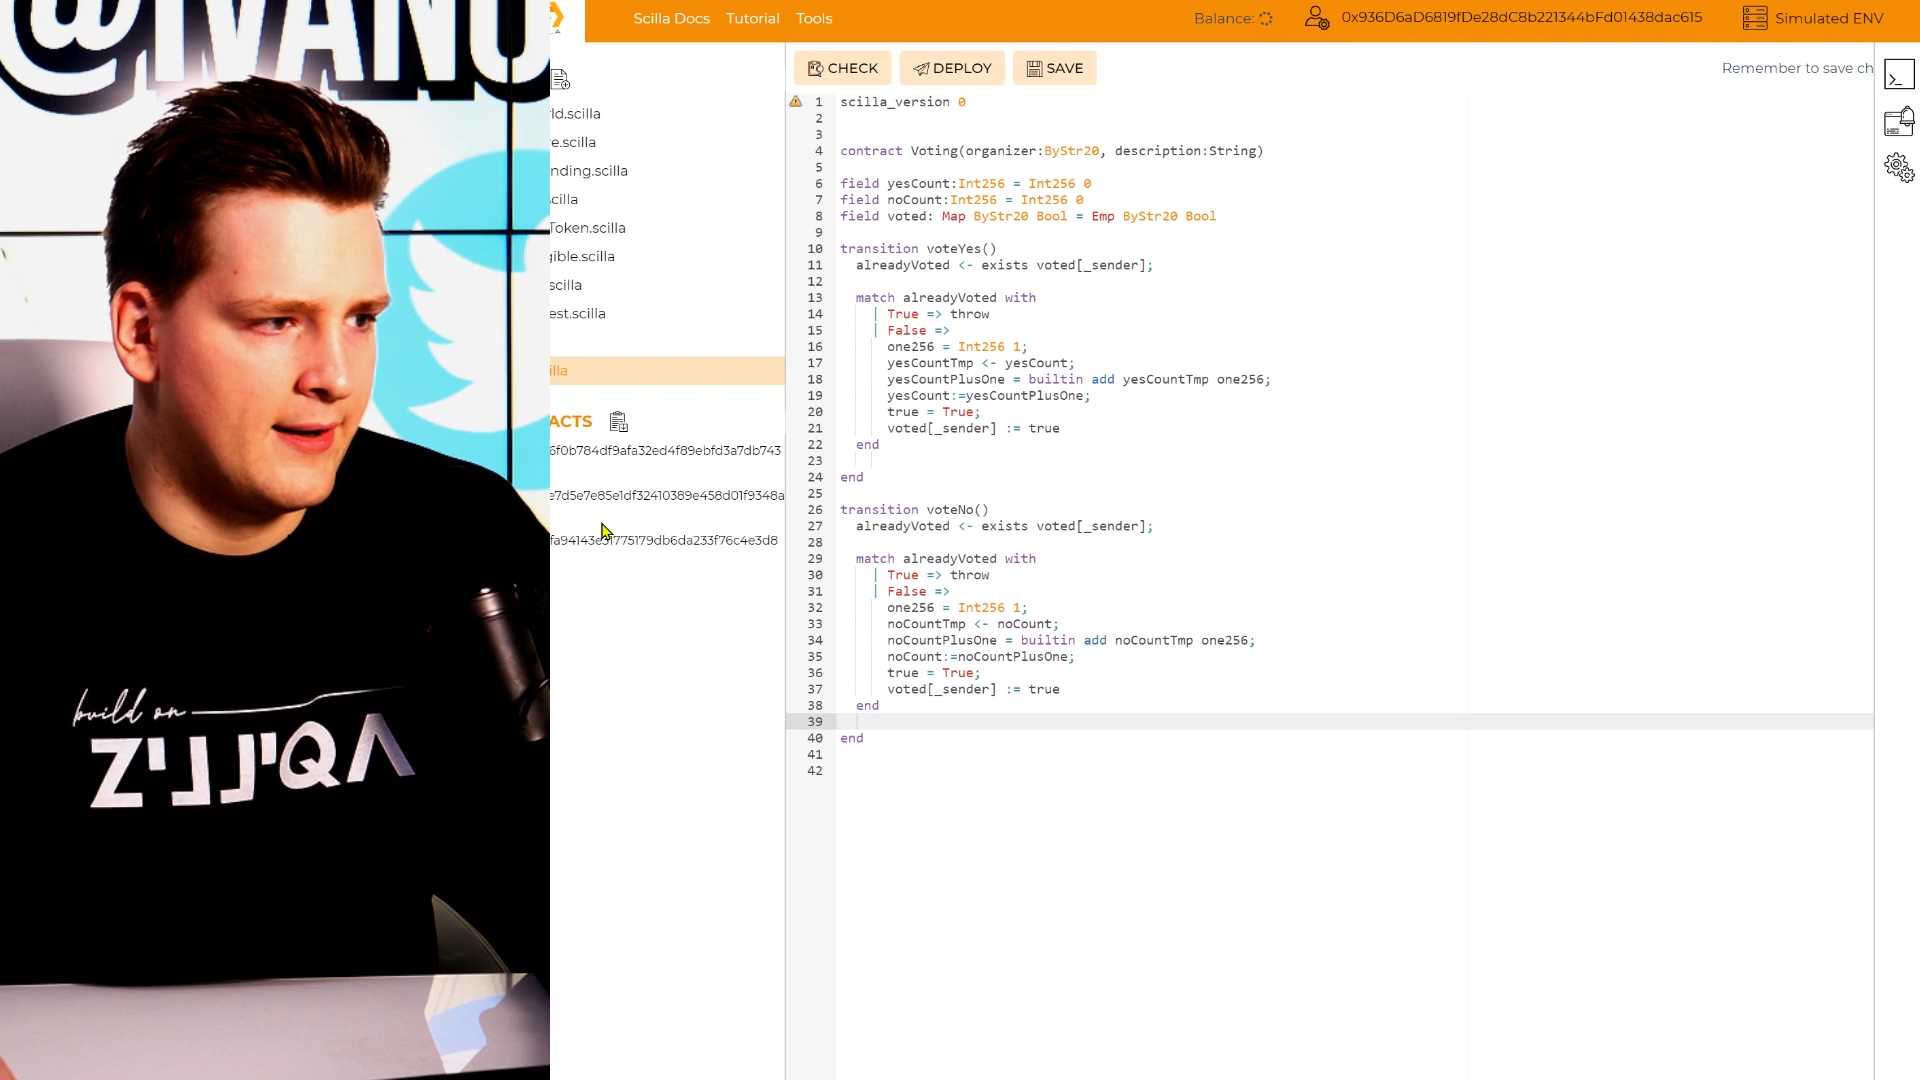 @IVANO
Scilla Docs
Tutorial
Tools
Balance:
0x936D6aD6819fDe28dC8b221344bFd01438dac615
Simulated ENV
CHECK
DEPLOY
SAVE
Remember to save ch
ld.scilla
e.scilla
nding.scilla
cilla
Token.scilla
gible.scilla
scilla
est.scilla
illa
ACTS
6f0b784df9afa32ed4f89ebfd3a7db743
e7d5e7e85e1df32410389e458d01f9348a
1 scilla_version 0
2
3
4 contract Voting(organizer:ByStr20, description:String)
5
6 field yesCount:Int256 = Int256 0
7 field noCount:Int256 = Int256 0
8 field voted: Map ByStr20 Bool = Emp ByStr20 Bool
9
10 transition voteYes()
11 alreadyVoted <- exists voted[_sender];
12
13 match alreadyVoted with
14 | True => throw
15 | False =>
16 one256 = Int256 1;
17 yesCountTmp <- yesCount;
18 yesCountPlusOne = builtin add yesCountTmp one256;
19 yesCount:=yesCountPlusOne;
20 true = True;
21 voted[_sender] := true
22 end
23
24 end
25
26 transition voteNo()
27 alreadyVoted <- exists voted[_sender];
28
29 match alreadyVoted with
30 | True => throw
31 | False =>
32 one256 = Int256 1;
33 noCountTmp <- noCount;
34 noCountPlusOne = builtin add noCountTmp one256;
35 noCount:=noCountPlusOne;
36 true = True;
37 voted[_sender] := true
38 end
39
40 end
41
42
build on
ZILLIQA